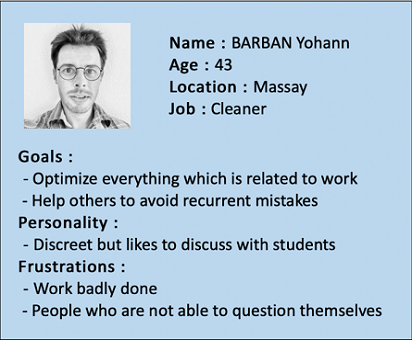 Name : BARBAN Yohann
Age : 43
Location : Massay
Job : Cleaner
Goals :
- Optimize everything which is related to work
- Help others to avoid recurrent mistakes
Personality :
- Discreet but likes to discuss with students
Frustrations :
- Work badly done
- People who are not able to question themselves